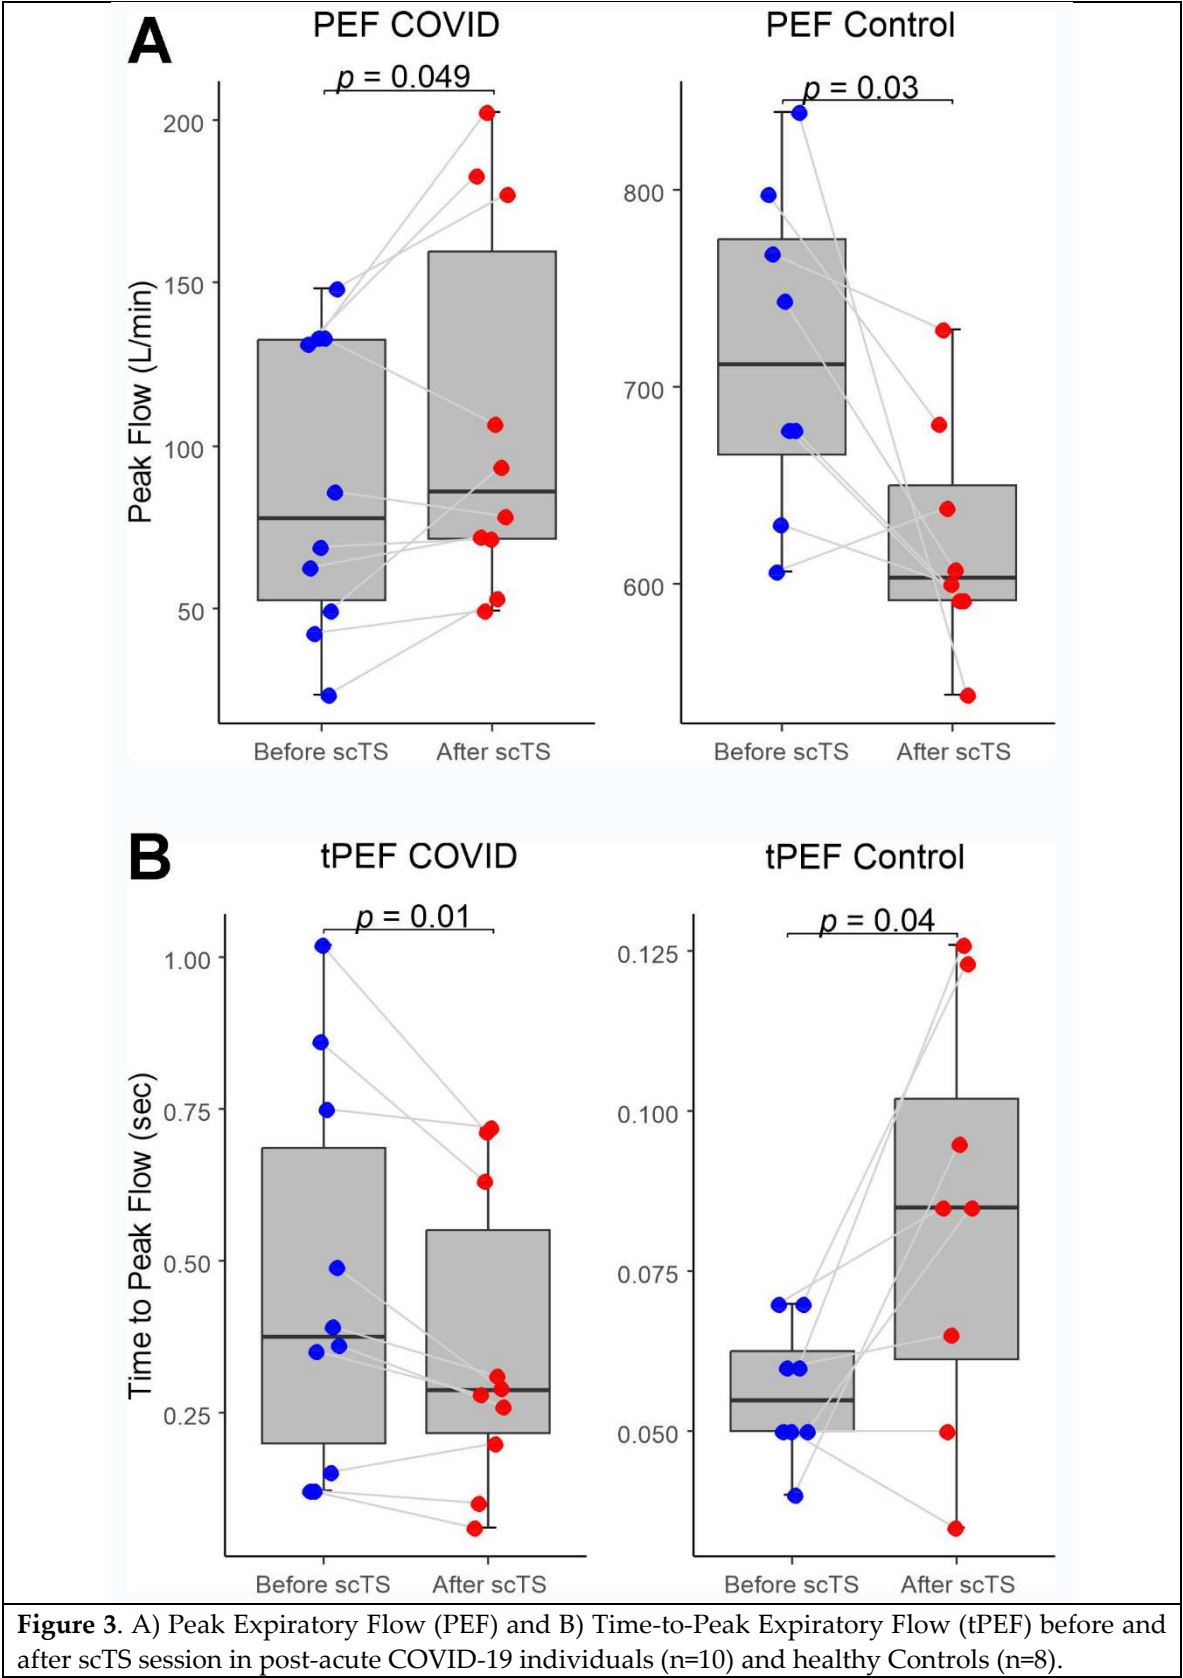 A
PEF COVID
PEF Control
p = 0.049
p = 0.03
Peak Flow (L/min)
200
150
100
50
800
700
600
Before scTS
After scTS
Before scTS
After scTS
B
tPEF COVID
tPEF Control
p = 0.01
p = 0.04
Time to Peak Flow (sec)
1.00
0.75
0.50
0.25
0.125
0.100
0.075
0.050
Before scTS
After scTS
Before scTS
After scTS
Figure 3. A) Peak Expiratory Flow (PEF) and B) Time-to-Peak Expiratory Flow (tPEF) before and
after scTS session in post-acute COVID-19 individuals (n=10) and healthy Controls (n=8).